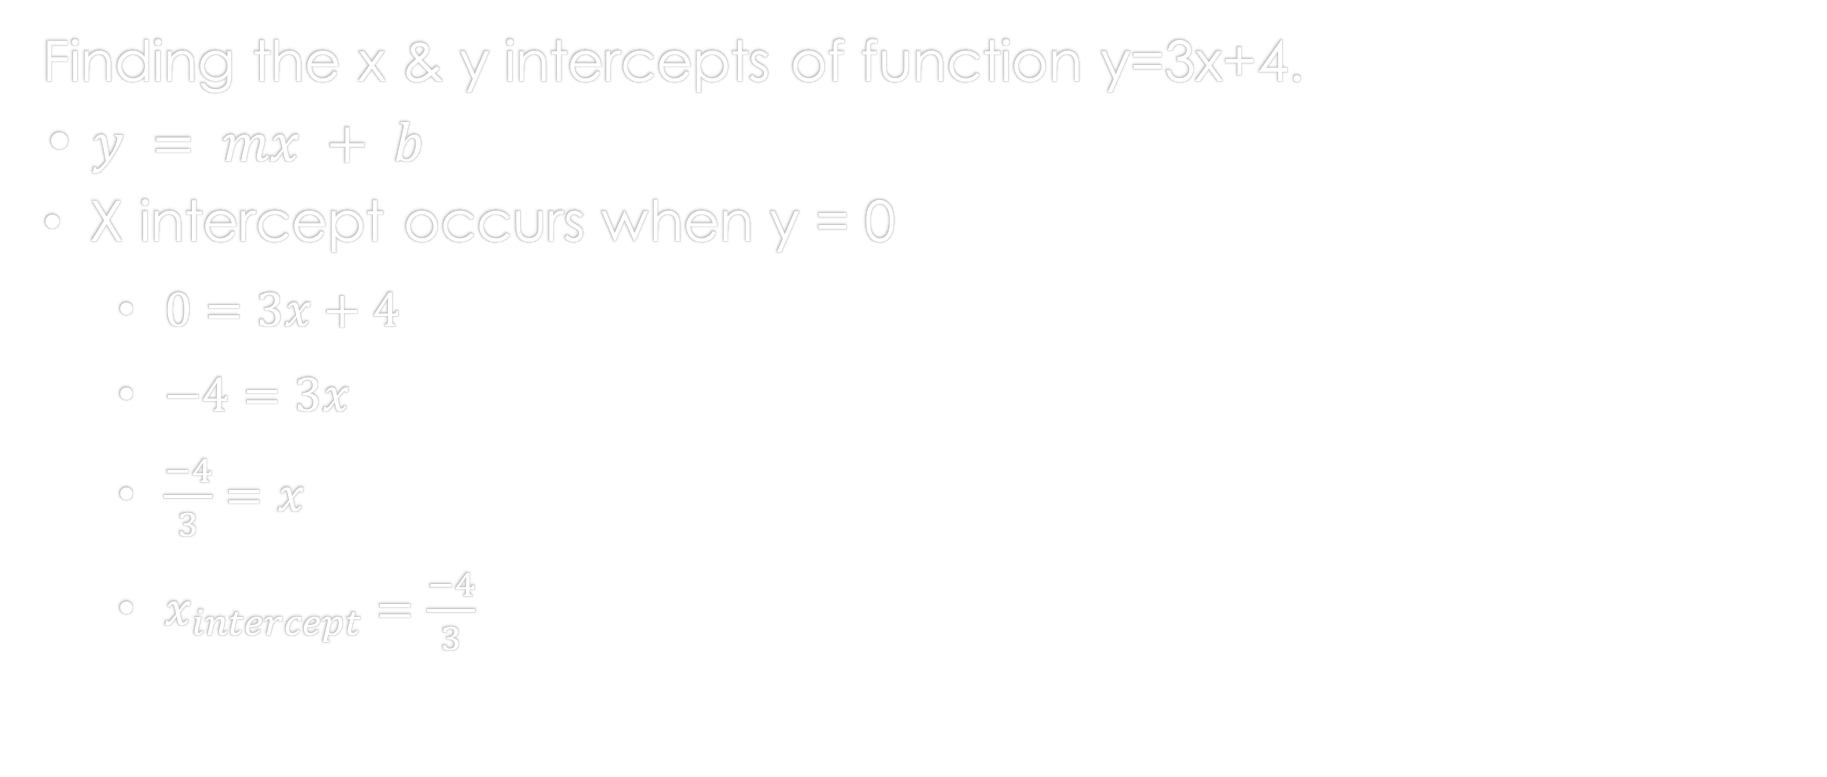 Finding the x & y intercepts of function y=3x+4.
• y = mx + b
• X intercept occurs when y = 0
• 0 = 3x + 4
• −4 = 3x
• −4/3 = x
• x_intercept = −4/3